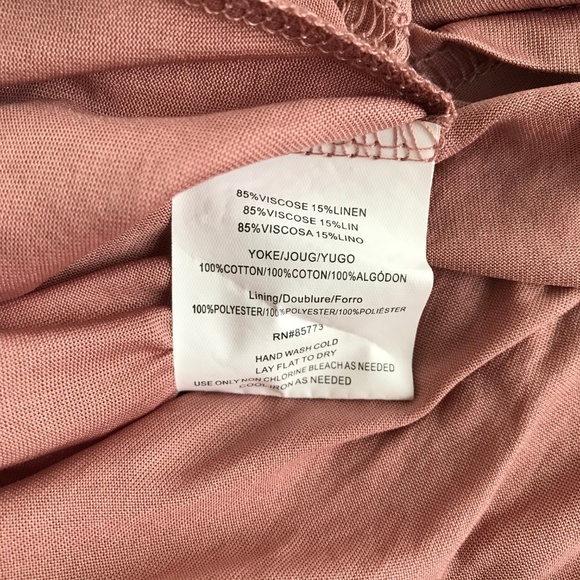 85%VISCOSE 15%LINEN
85%VISCOSE 15%LIN
85%VISCOSA 15%LINO
YOKE/JOUG/YUGO
100%COTTON/100%COTON/100%ALGÓDON
Lining/Doublure/Forro
100%POLYESTER/100%POLYESTER/100%POLIÉSTER
RN#85773
HAND WASH COLD
LAY FLAT TO DRY
USE ONLY NON CHLORINE BLEACH AS NEEDED
COOL IRON AS NEEDED